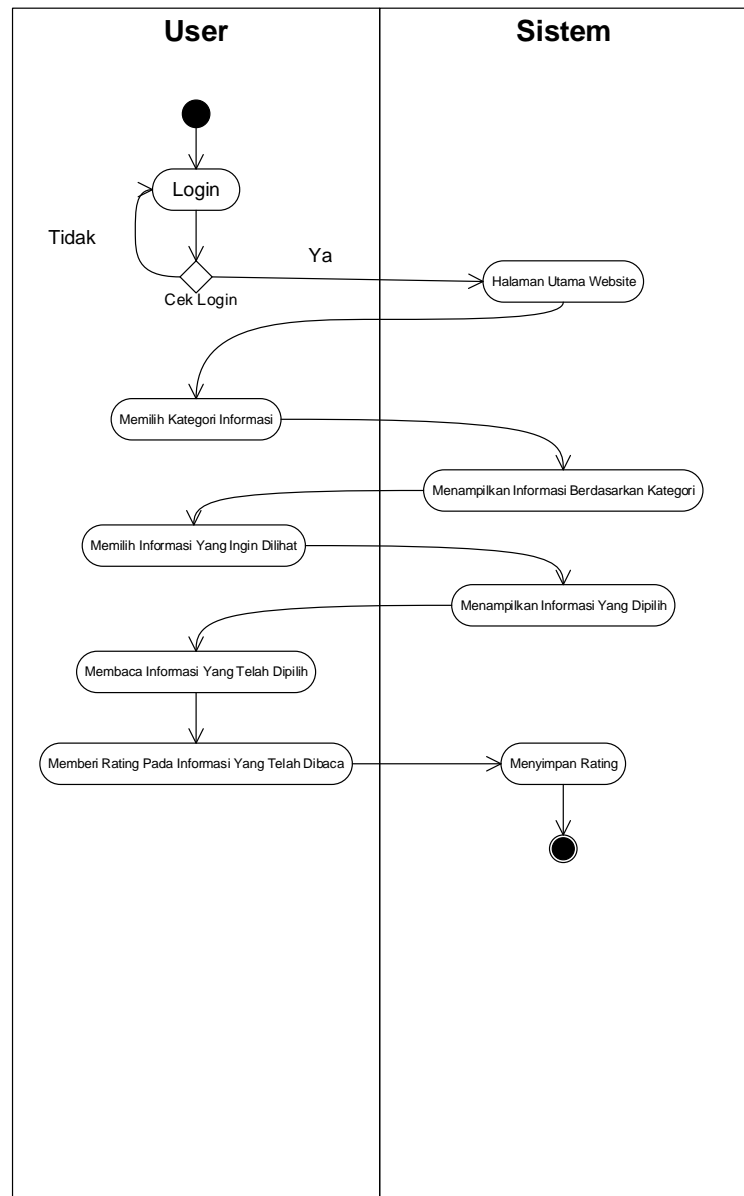 User
Sistem
Login
Tidak
Ya
Cek Login
Halaman Utama Website
Memilih Kategori Informasi
Menampilkan Informasi Berdasarkan Kategori
Memilih Informasi Yang Ingin Dilihat
Menampilkan Informasi Yang Dipilih
Membaca Informasi Yang Telah Dipilih
Memberi Rating Pada Informasi Yang Telah Dibaca
Menyimpan Rating